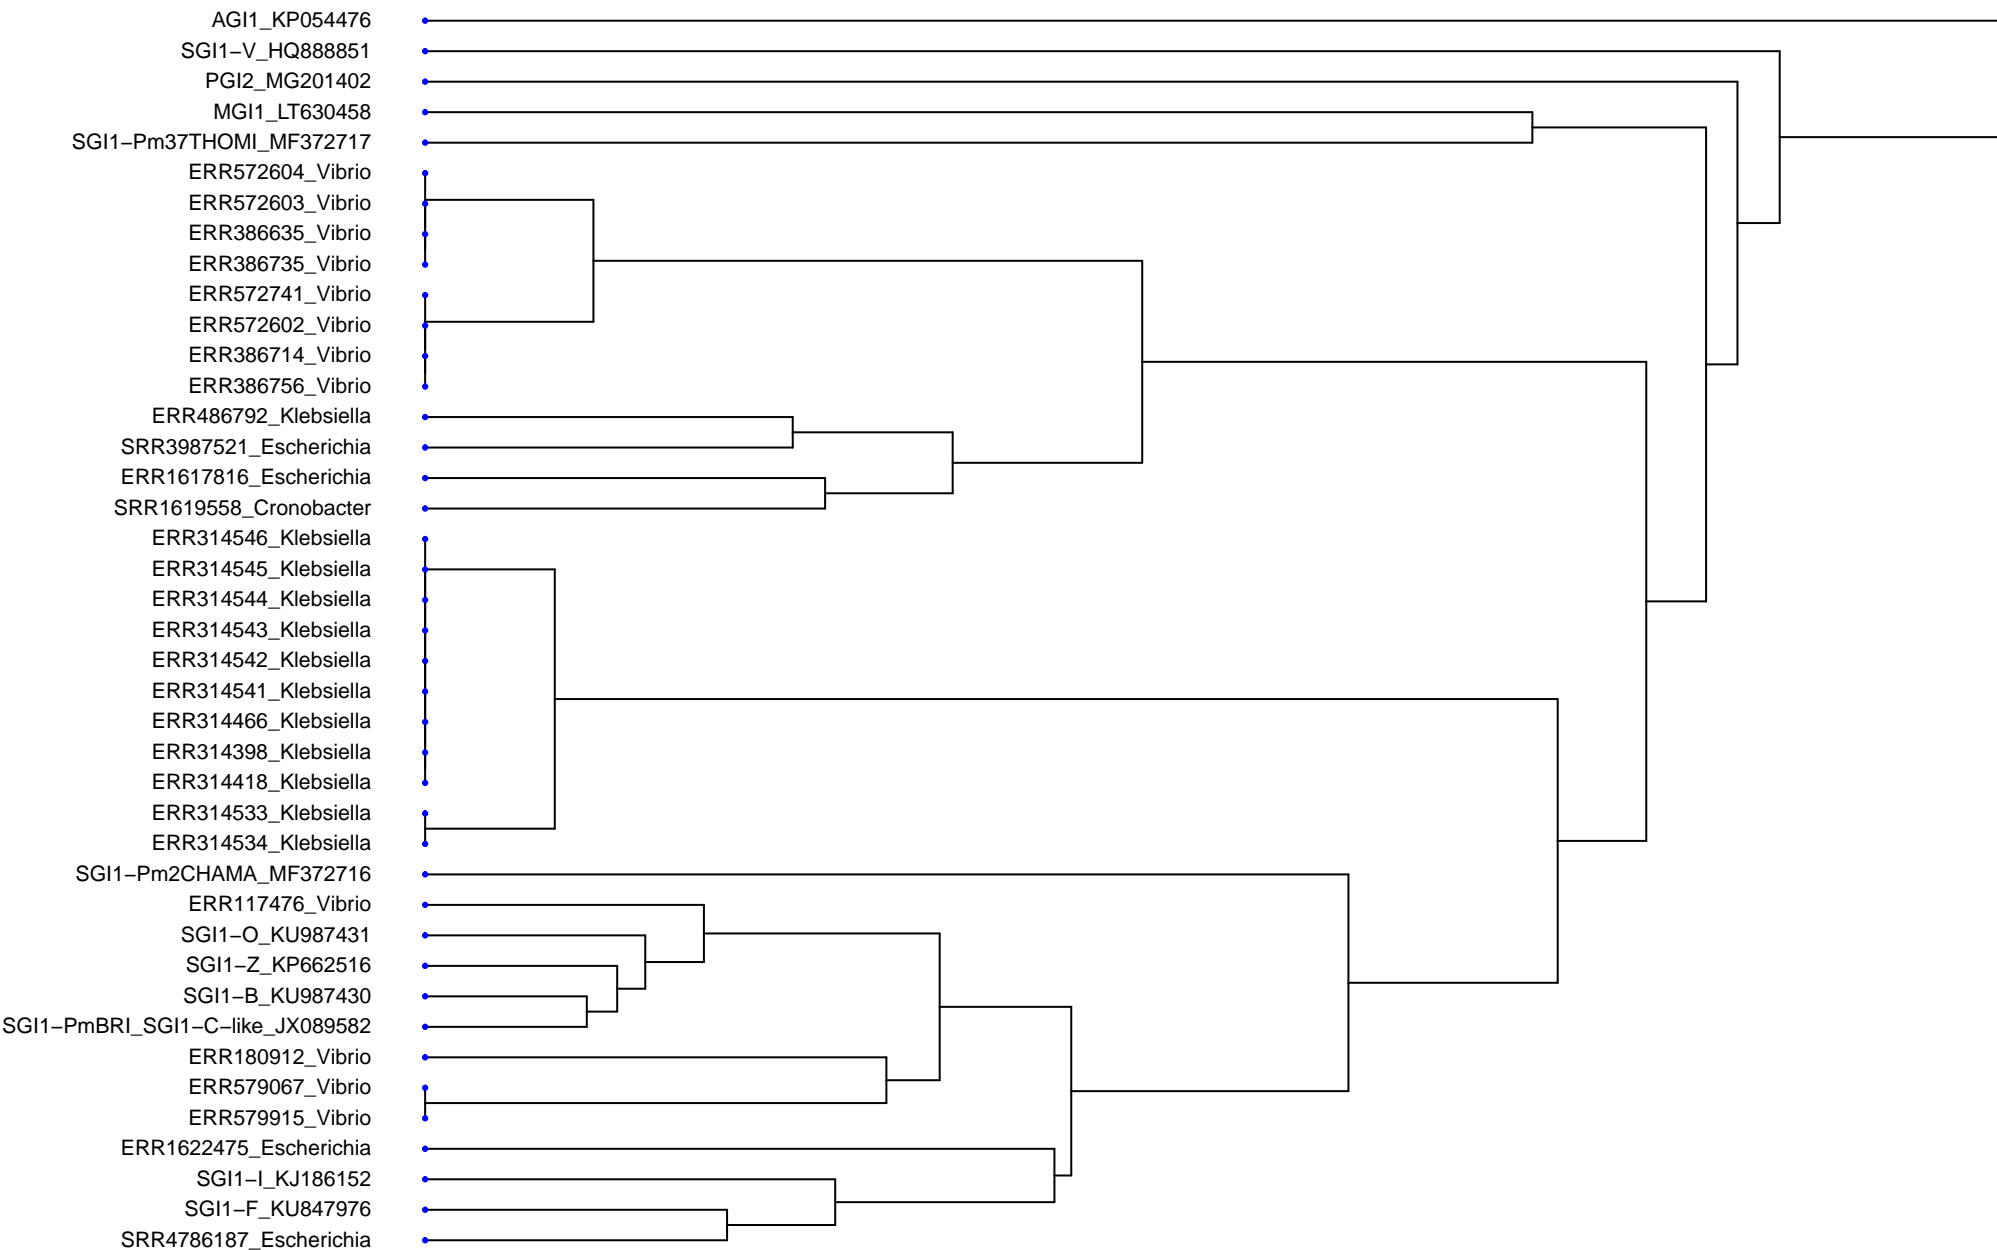 AGI1_KP054476
SGI1−V_HQ888851
PGI2_MG201402
MGI1_LT630458
SGI1−Pm37THOMI_MF372717
ERR572604_Vibrio
ERR572603_Vibrio
ERR386635_Vibrio
ERR386735_Vibrio
ERR572741_Vibrio
ERR572602_Vibrio
ERR386714_Vibrio
ERR386756_Vibrio
ERR486792_Klebsiella
SRR3987521_Escherichia
ERR1617816_Escherichia
SRR1619558_Cronobacter
ERR314546_Klebsiella
ERR314545_Klebsiella
ERR314544_Klebsiella
ERR314543_Klebsiella
ERR314542_Klebsiella
ERR314541_Klebsiella
ERR314466_Klebsiella
ERR314398_Klebsiella
ERR314418_Klebsiella
ERR314533_Klebsiella
ERR314534_Klebsiella
SGI1−Pm2CHAMA_MF372716
ERR117476_Vibrio
SGI1−O_KU987431
SGI1−Z_KP662516
SGI1−B_KU987430
SGI1−PmBRI_SGI1−C−like_JX089582
ERR180912_Vibrio
ERR579067_Vibrio
ERR579915_Vibrio
ERR1622475_Escherichia
SGI1−I_KJ186152
SGI1−F_KU847976
SRR4786187_Escherichia